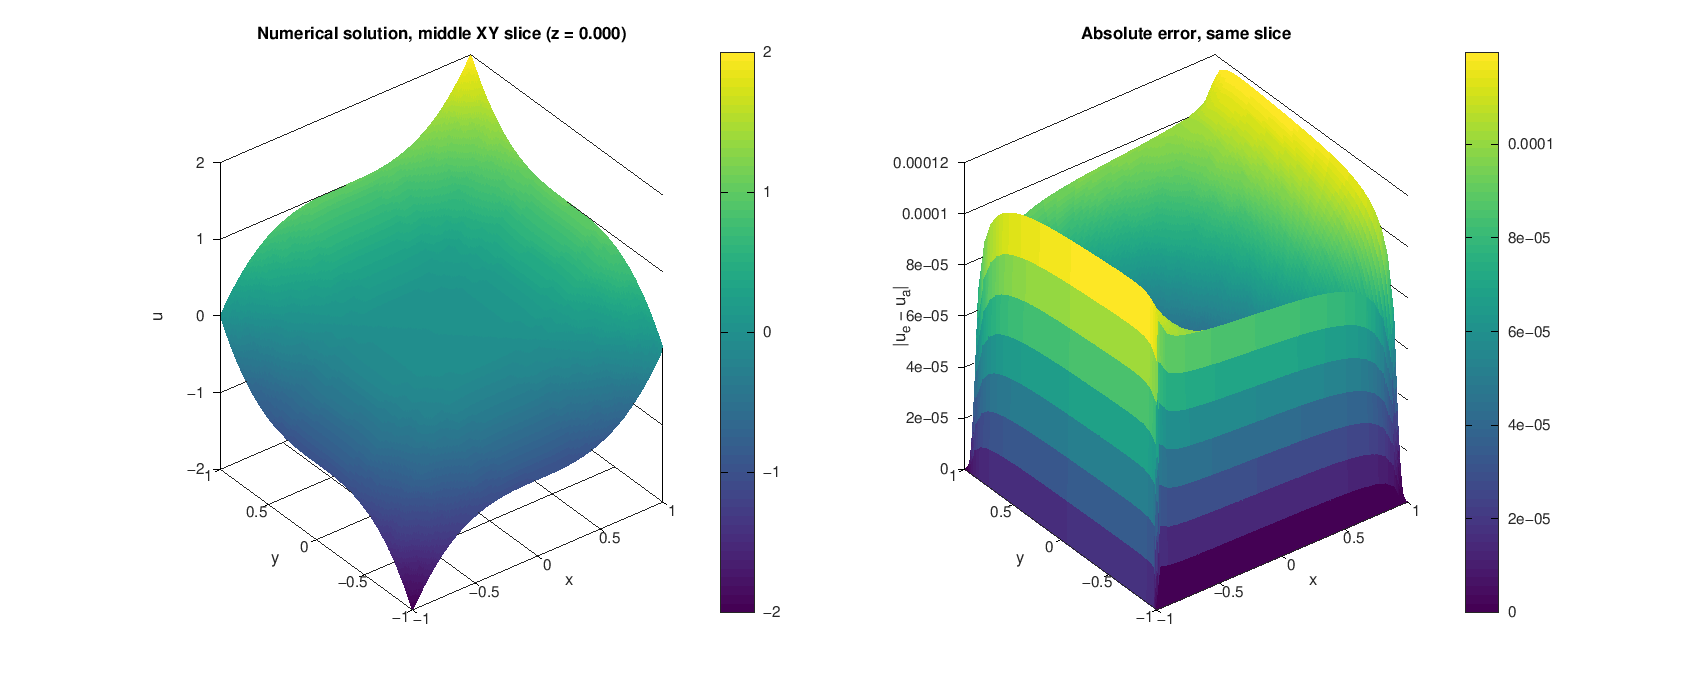 Numerical solution, middle XY slice (z = 0.000)
2
1
0
−1
−2
u
1
0.5
0
−0.5
−1
y
−1
−0.5
0
0.5
1
x
2
1
0
−1
−2
Absolute error, same slice
0.00012
0.0001
8e−05
6e−05
4e−05
2e−05
0
|u_e − u_a|
1
0.5
0
−0.5
−1
y
−1
−0.5
0
0.5
1
x
0.0001
8e−05
6e−05
4e−05
2e−05
0